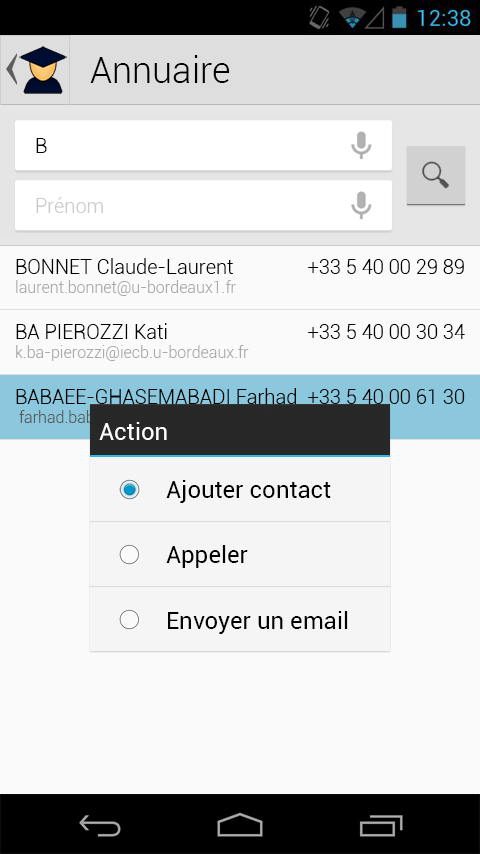 12:38
Annuaire
B
Prénom
BONNET Claude-Laurent +33 5 40 00 29 89
laurent.bonnet@u-bordeaux1.fr
BA PIEROZZI Kati +33 5 40 00 30 34
k.ba-pierozzi@iecb.u-bordeaux.fr
BABAEE-GHASEMABADI Farhad +33 5 40 00 61 30
farhad.bab
Action
Ajouter contact
Appeler
Envoyer un email